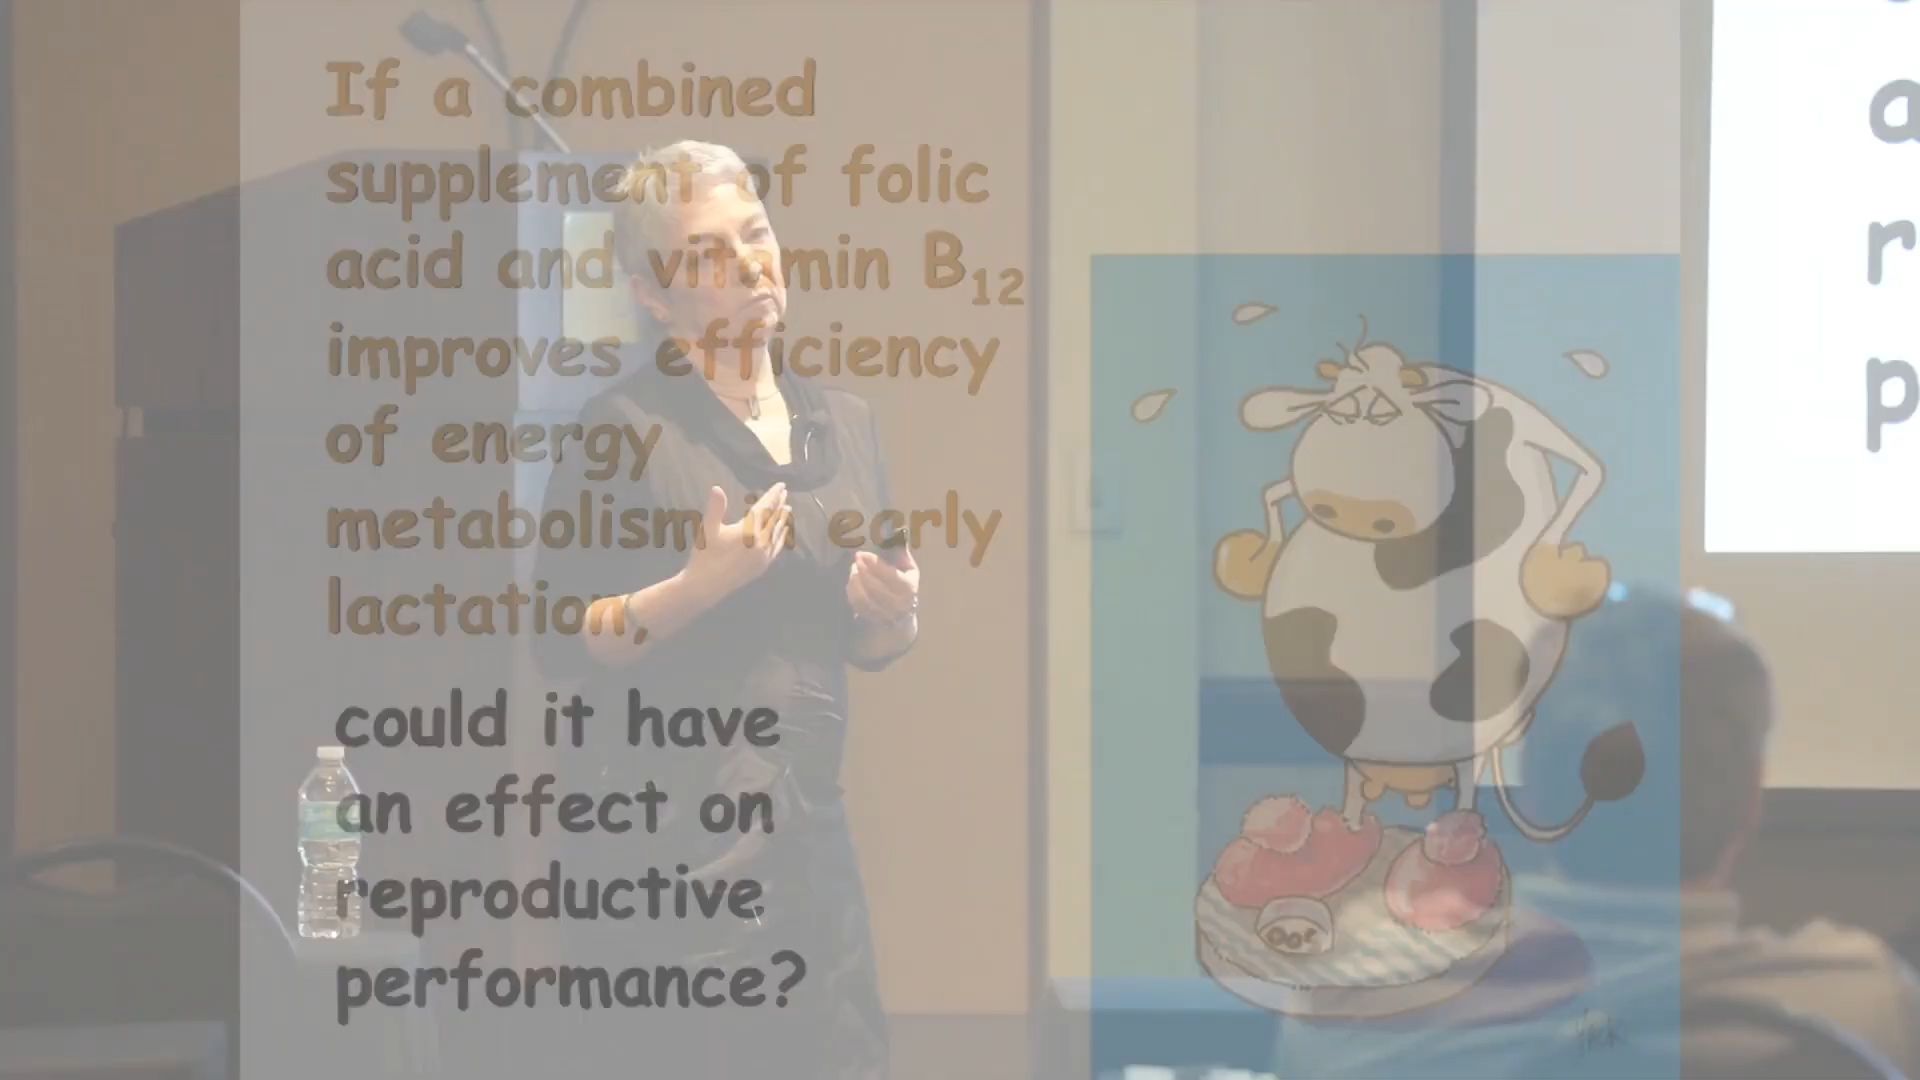 If a combined
supplement of folic
acid and vitamin B₁₂
improves efficiency
of energy
metabolism in early
lactation,
could it have
an effect on
reproductive
performance?
a
r
p